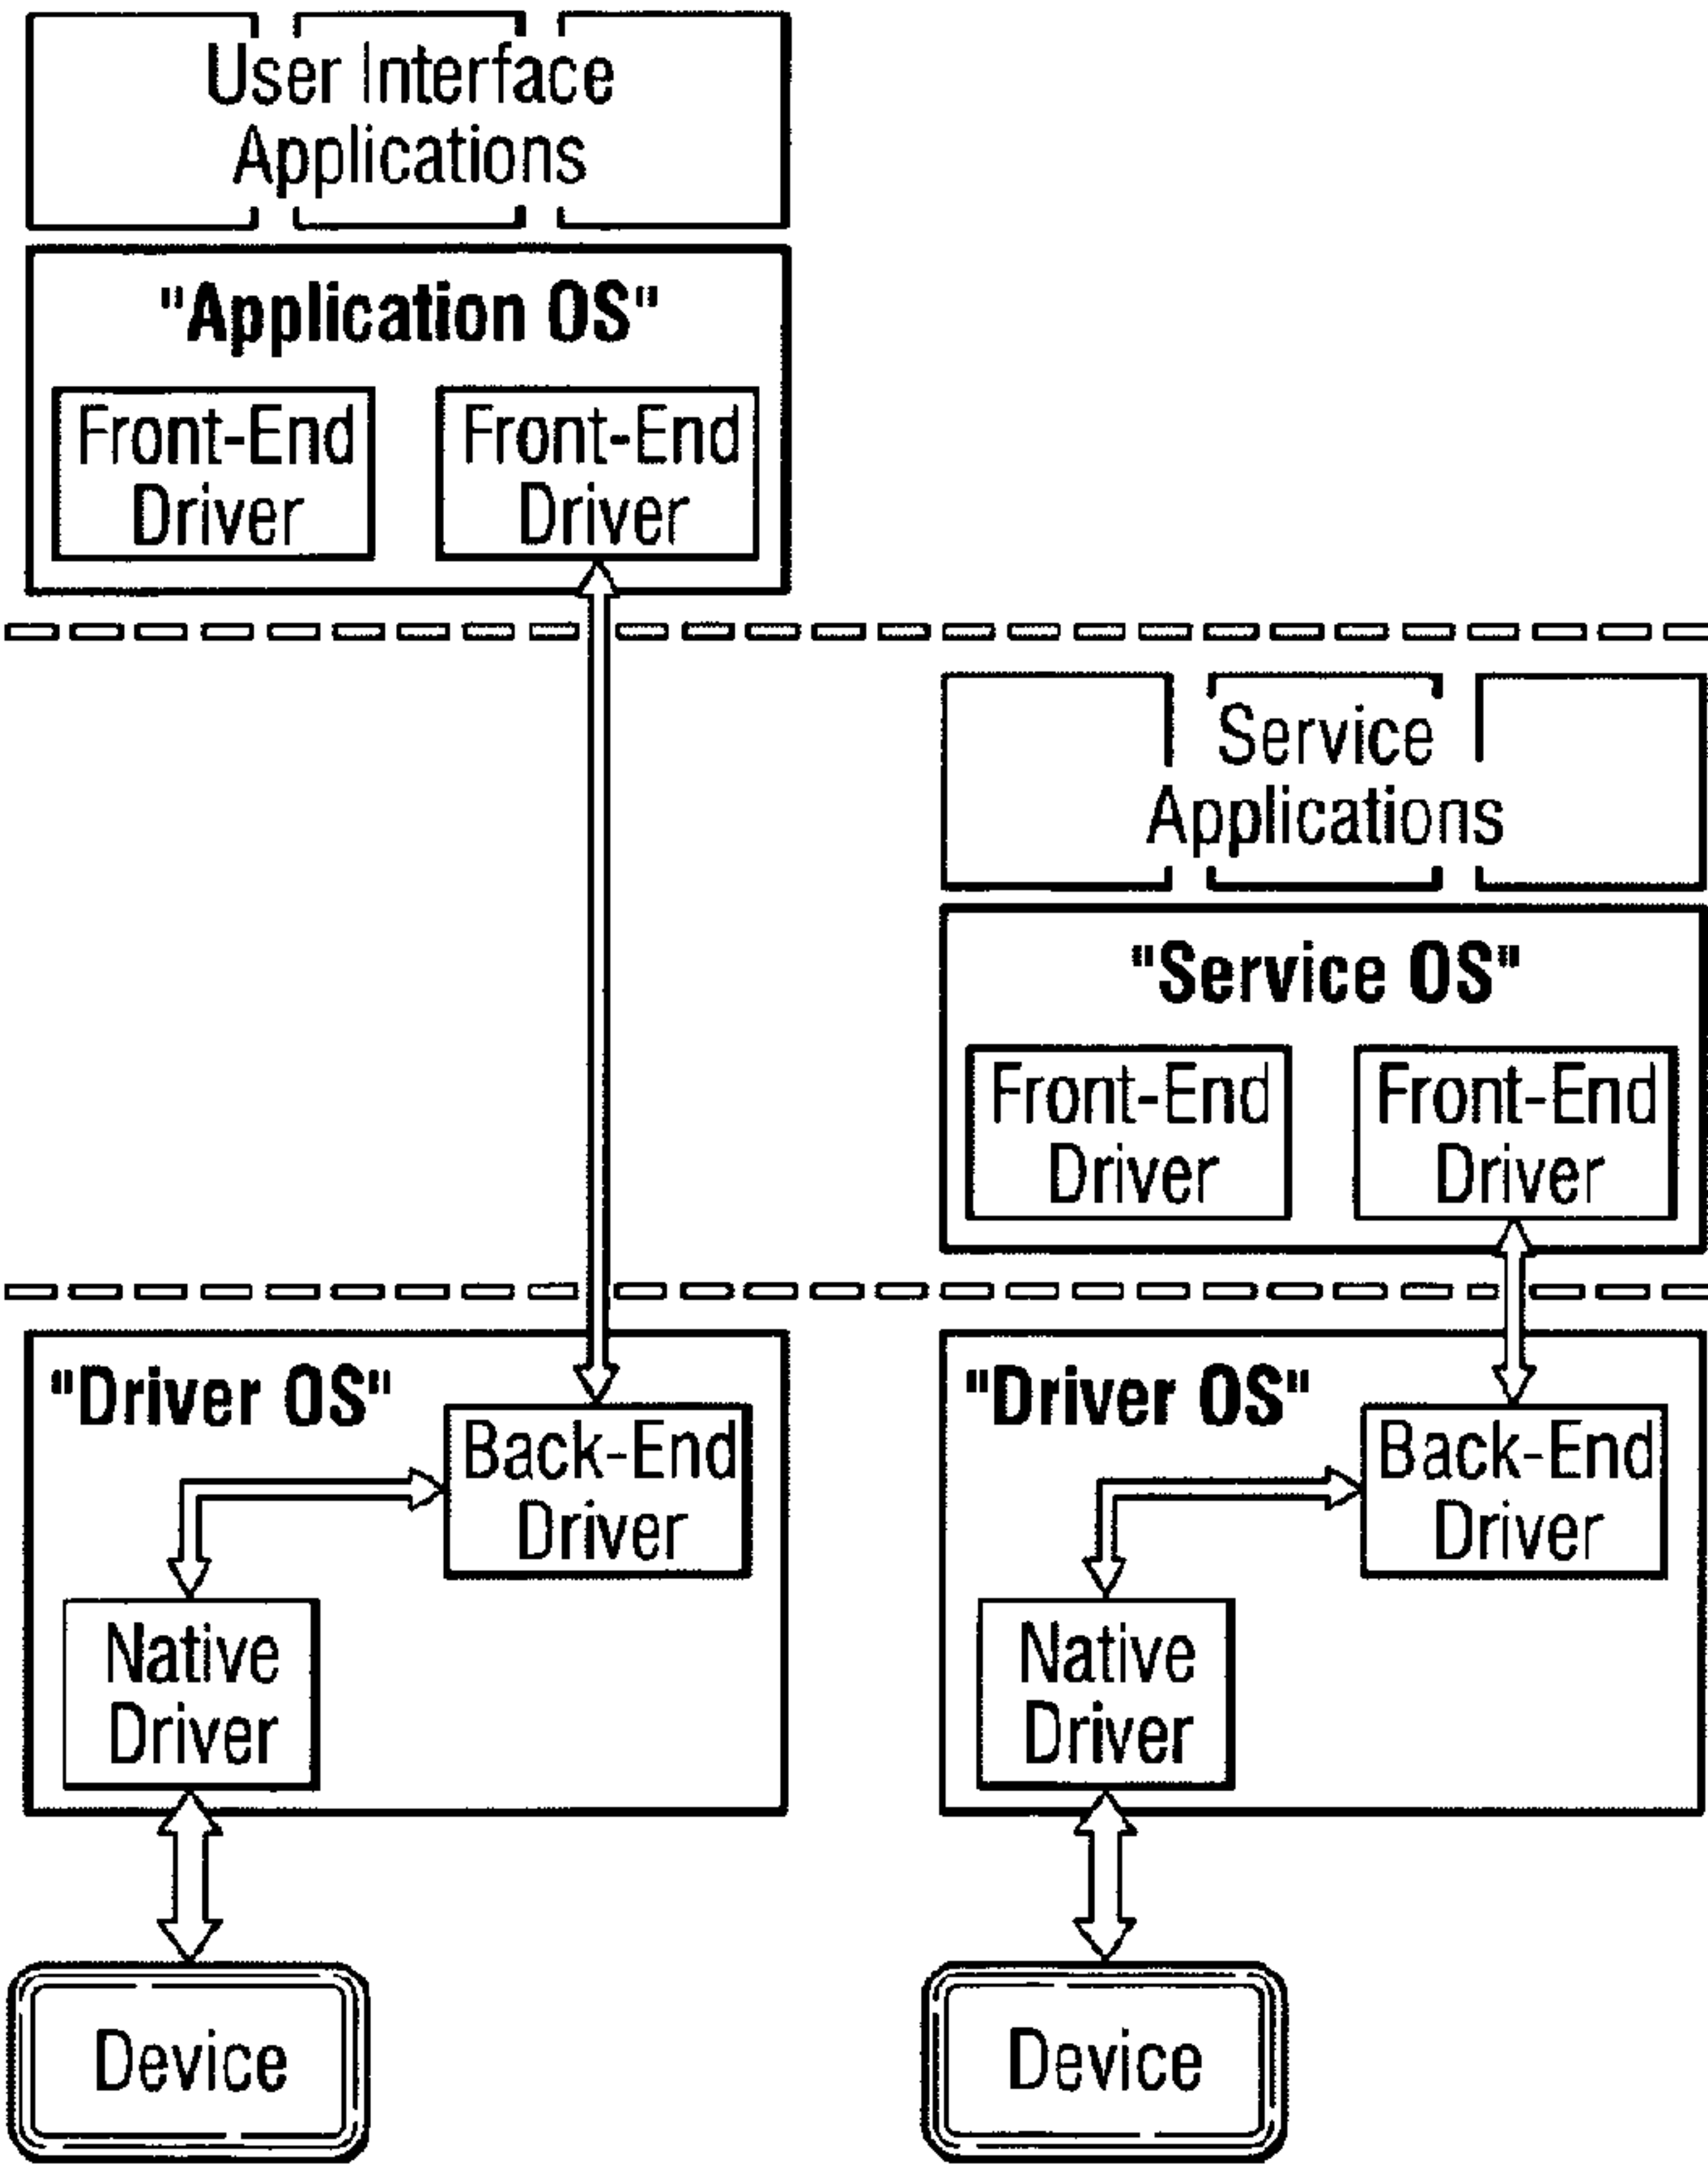 User Interface
Applications
"Application OS"
Front-End
Driver
Front-End
Driver
Service
Applications
"Service OS"
Front-End
Driver
Front-End
Driver
"Driver OS"
Back-End
Driver
Native
Driver
Device
"Driver OS"
Back-End
Driver
Native
Driver
Device